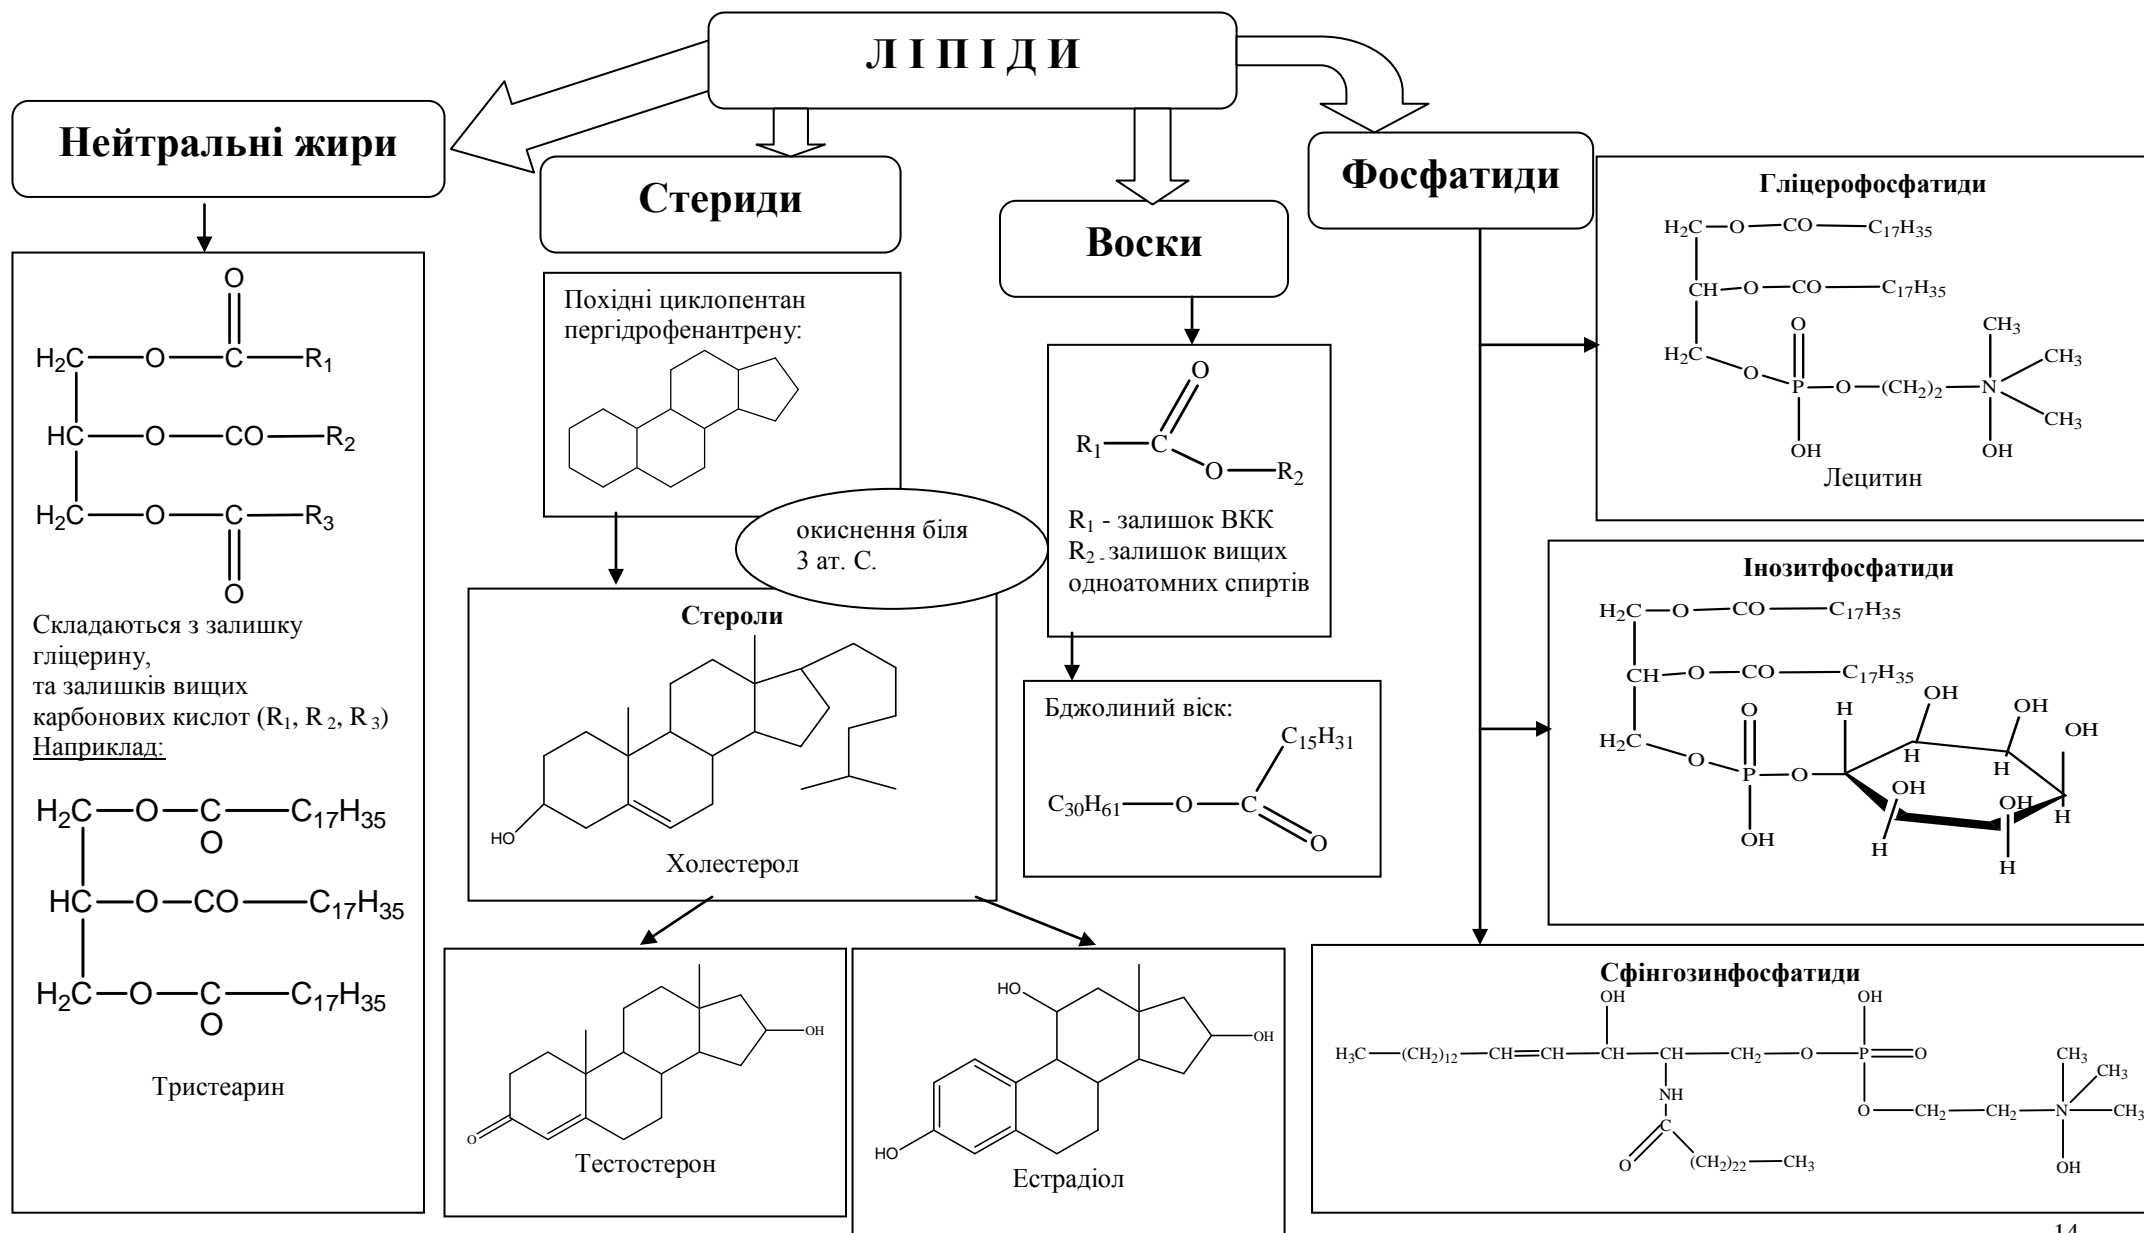 Л І П І Д И
Нейтральні жири
Стериди
Воски
Фосфатиди
O
H₂C O C R₁
HC O CO R₂
H₂C O C R₃
O
Складаються з залишку
гліцерину,
та залишків вищих
карбонових кислот (R₁, R ₂, R ₃)
Наприклад:
H₂C O C C₁₇H₃₅
O
HC O CO C₁₇H₃₅
H₂C O C C₁₇H₃₅
O
Тристеарин
Похідні циклопентан
пергідрофенантрену:
окиснення біля
3 ат. С.
Стероли
HO
Холестерол
OH
O
Тестостерон
HO
OH
HO
Естрадіол
O
R₁ C
O R₂
R₁ - залишок ВКК
R₂ - залишок вищих
одноатомних спиртів
Бджолиний віск:
C₁₅H₃₁
C₃₀H₆₁ O C
O
Гліцерофосфатиди
H₂C O CO C₁₇H₃₅
CH O CO C₁₇H₃₅
O CH₃
H₂C CH₃
O P O (CH₂)₂ N
CH₃
OH OH
Лецитин
Інозитфосфатиди
H₂C O CO C₁₇H₃₅
CH O CO C₁₇H₃₅
O H OH OH OH
H₂C H H
O P O
OH OH H
OH H H
Сфінгозинфосфатиди
OH OH
H₃C (CH₂)₁₂ CH CH CH CH CH₂ O P O
CH₃
NH CH₃
O CH₂ CH₂ N CH₃
C
O (CH₂)₂₂ CH₃ OH
14